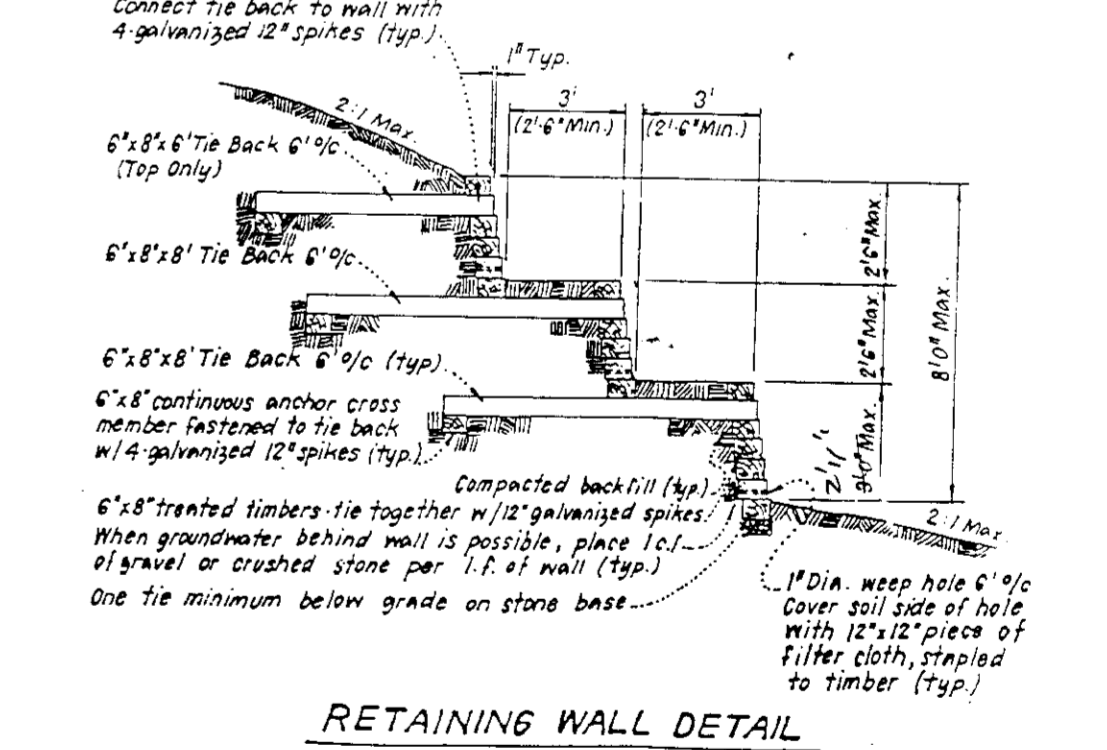 Connect tie back to wall with
4-galvanized 12" spikes (typ.)
1" Typ.
3'
(2'-6" Min.)
3'
(2'-6" Min.)
2:1 Max.
6"x8"x6' Tie Back 6' o/c
(Top Only)
6"x8"x8' Tie Back 6' o/c
2'6" Max.
2'6" Max.
8'0" Max.
6"x8"x8' Tie Back 6' o/c (typ)
6"x8" continuous anchor cross
member fastened to tie back
w/4-galvanized 12" spikes (typ.)
3'0" Max.
2'11"
Compacted backfill (typ.)
6"x8" treated timbers-tie together w/12" galvanized spikes
When groundwater behind wall is possible, place 1 c.f
of gravel or crushed stone per l.f. of wall (typ.)
One tie minimum below grade on stone base
2:1 Max
1" Dia. weep hole 6' o/c
Cover soil side of hole
with 12"x12" piece of
filter cloth, stapled
to timber (typ.)
RETAINING WALL DETAIL